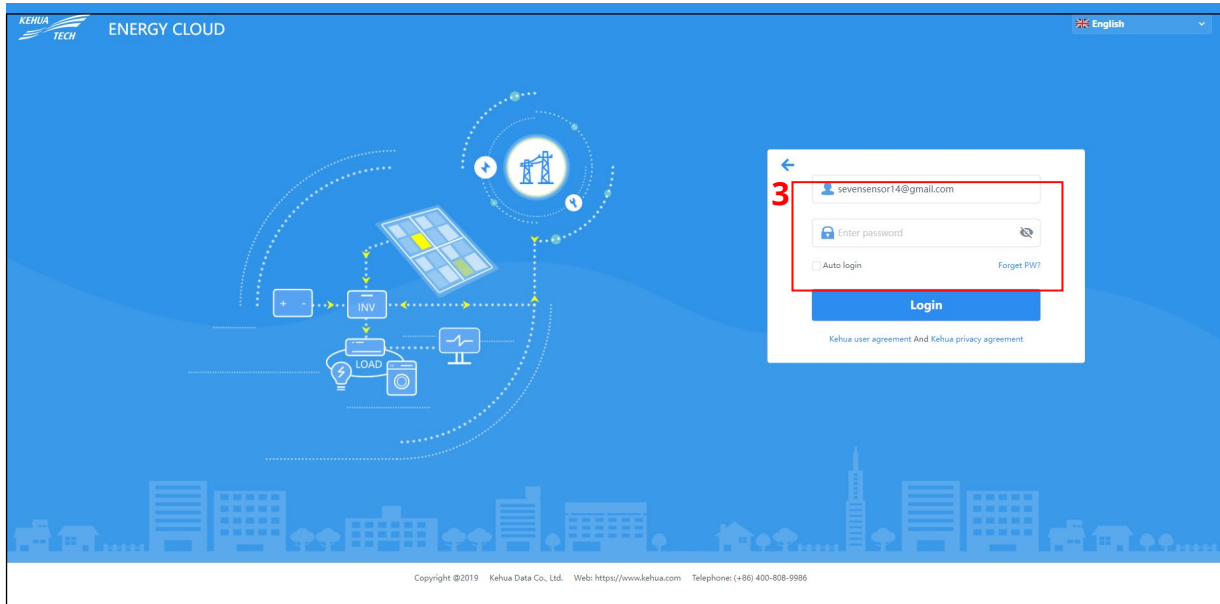 KEHUA
TECH
ENERGY CLOUD
English
3
sevensensor14@gmail.com
Enter password
Auto login
Forget PW?
Login
Kehua user agreement And Kehua privacy agreement
+ -
INV
LOAD
Copyright @2019 Kehua Data Co., Ltd. Web: https://www.kehua.com Telephone: (+86) 400-808-9986